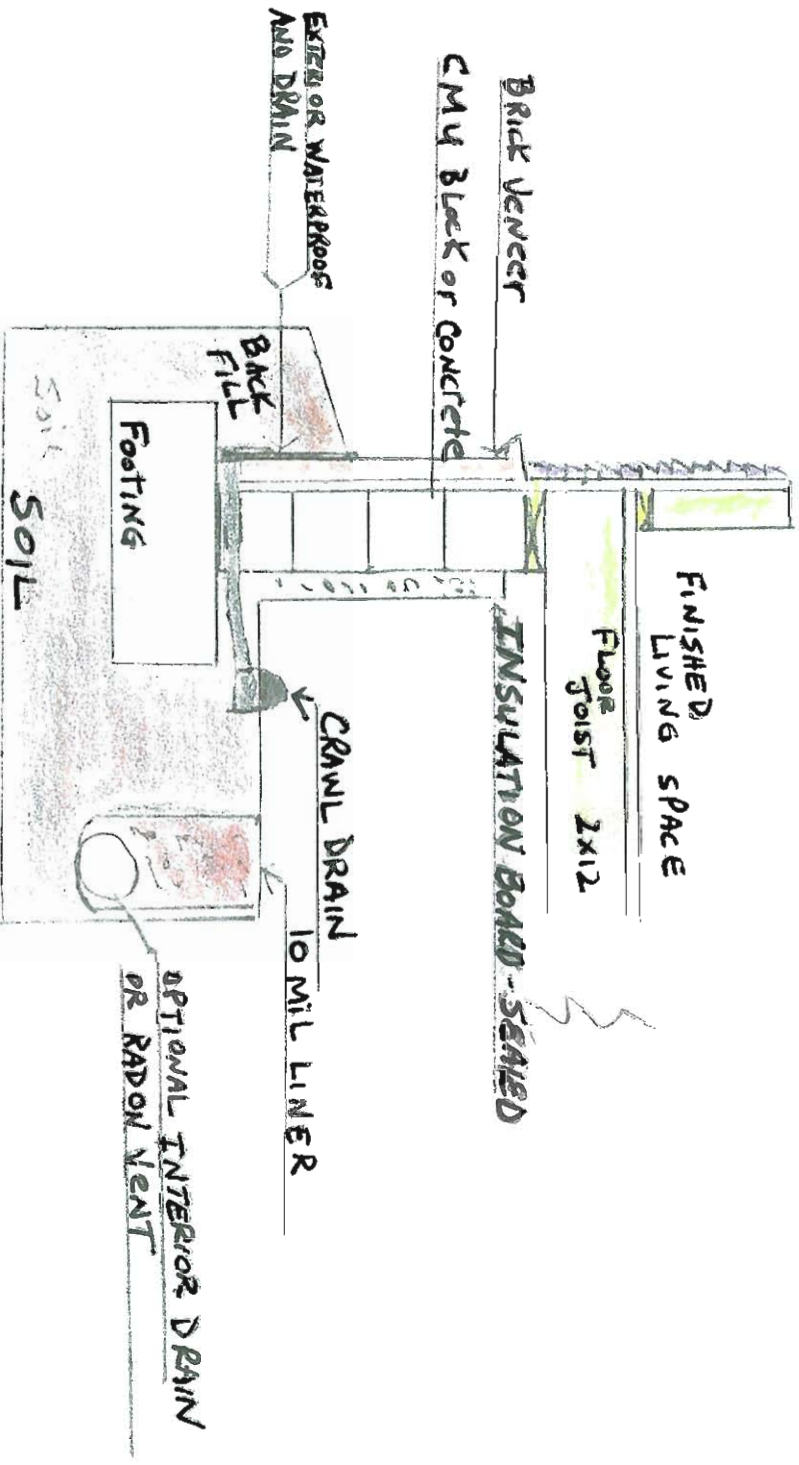 FINISHED
LIVING SPACE
FLOOR
JOIST 2X12
BRICK VENEER
CMU Block or Concrete
INSULATION BOARD - SEALED
EXTERIOR WATERPROOF
AND DRAIN
BACK
FILL
CRAWL DRAIN
10 MIL LINER
FOOTING
Soil
SOIL
OPTIONAL INTERIOR DRAIN
OR RADON VENT